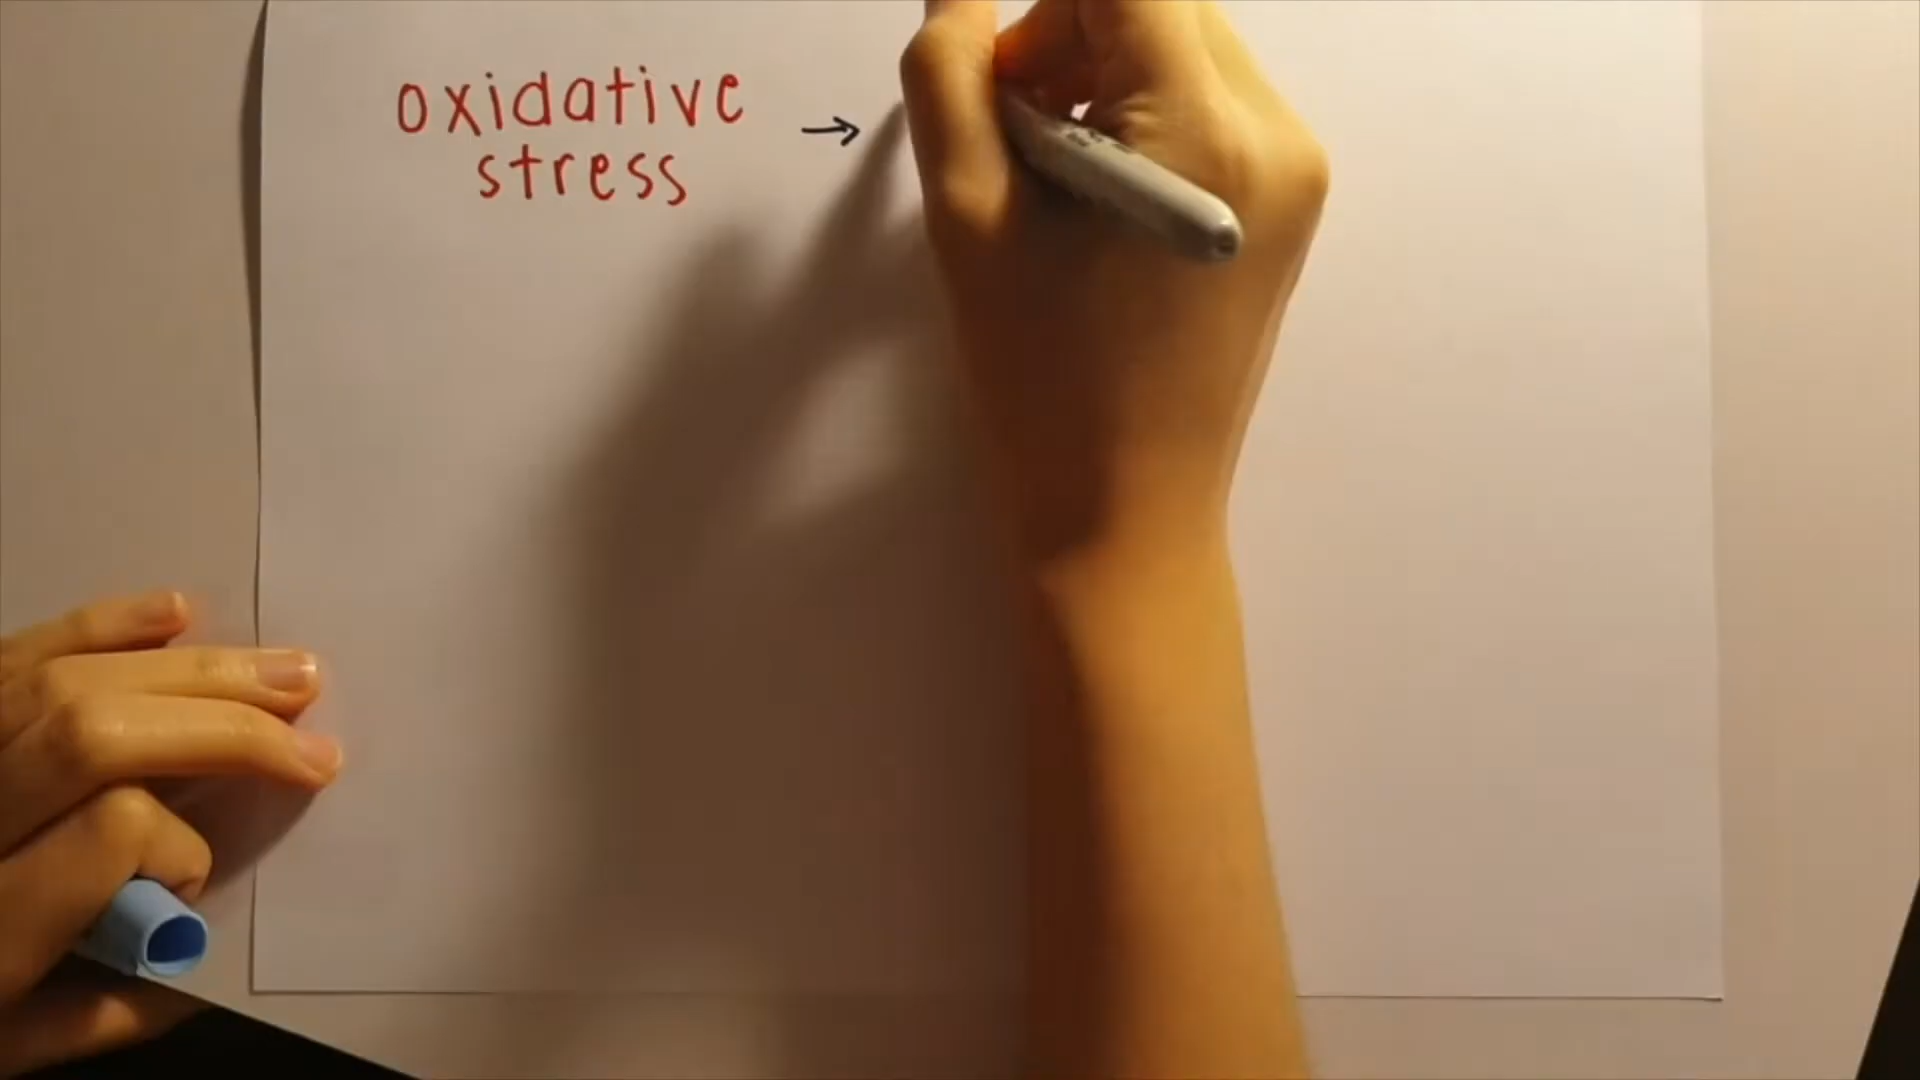 oxidative →
stress